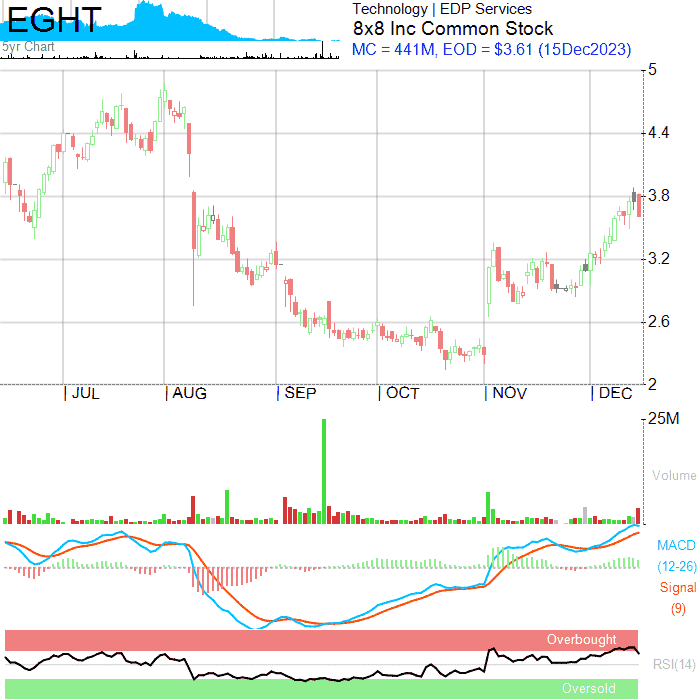 EGHT
5yr Chart
Technology | EDP Services
8x8 Inc Common Stock
MC = 441M, EOD = $3.61 (15Dec2023)
5
4.4
3.8
3.2
2.6
2
| JUL | AUG | SEP | OCT | NOV | DEC
25M
Volume
MACD
(12-26)
Signal
(9)
Overbought
RSI(14)
Oversold